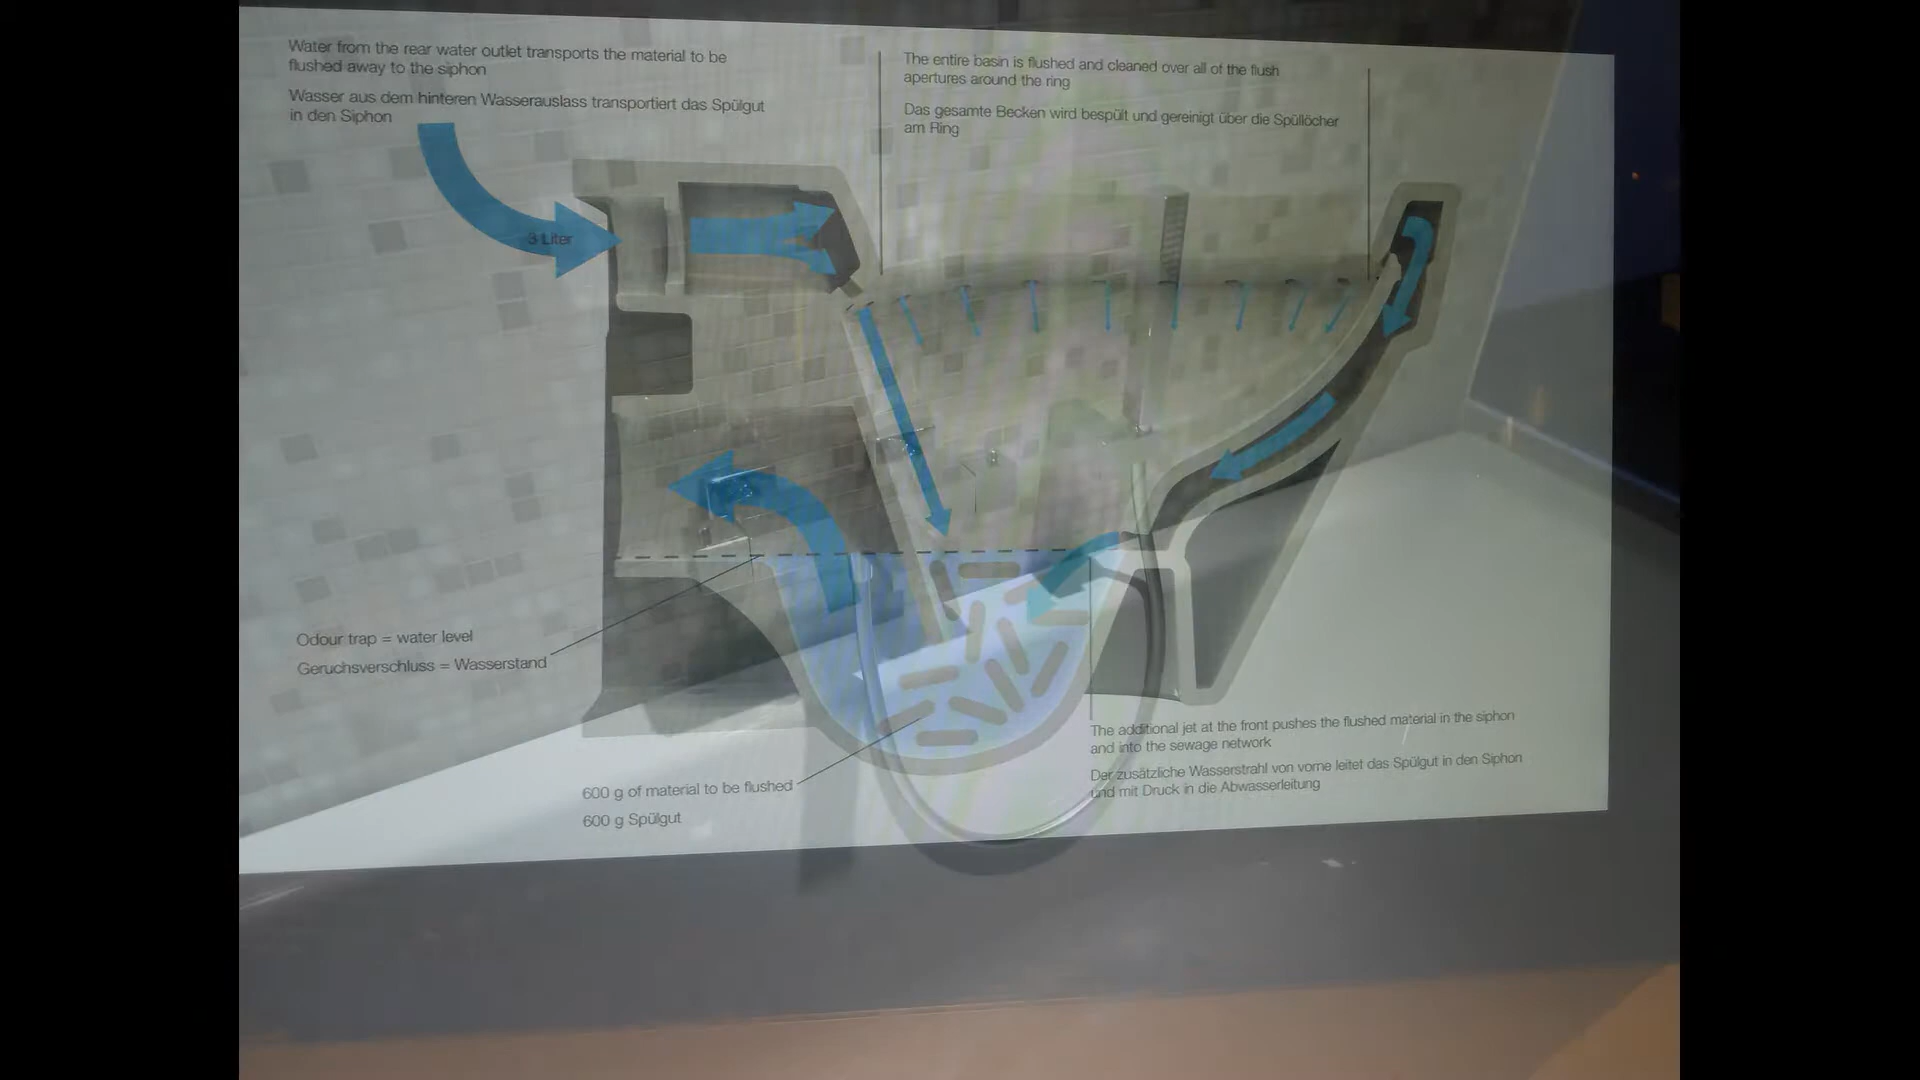 Water from the rear water outlet transports the material to be
flushed away to the siphon
Wasser aus dem hinteren Wasserauslass transportiert das Spülgut
in den Siphon
The entire basin is flushed and cleaned over all of the flush
apertures around the ring
Das gesamte Becken wird bespült und gereinigt über die Spüllöcher
am Ring
3 Liter
Odour trap = water level
Geruchsverschluss = Wasserstand
600 g of material to be flushed
600 g Spülgut
The additional jet at the front pushes the flushed material in the siphon
and into the sewage network
Der zusätzliche Wasserstrahl von vorne leitet das Spülgut in den Siphon
und mit Druck in die Abwasserleitung